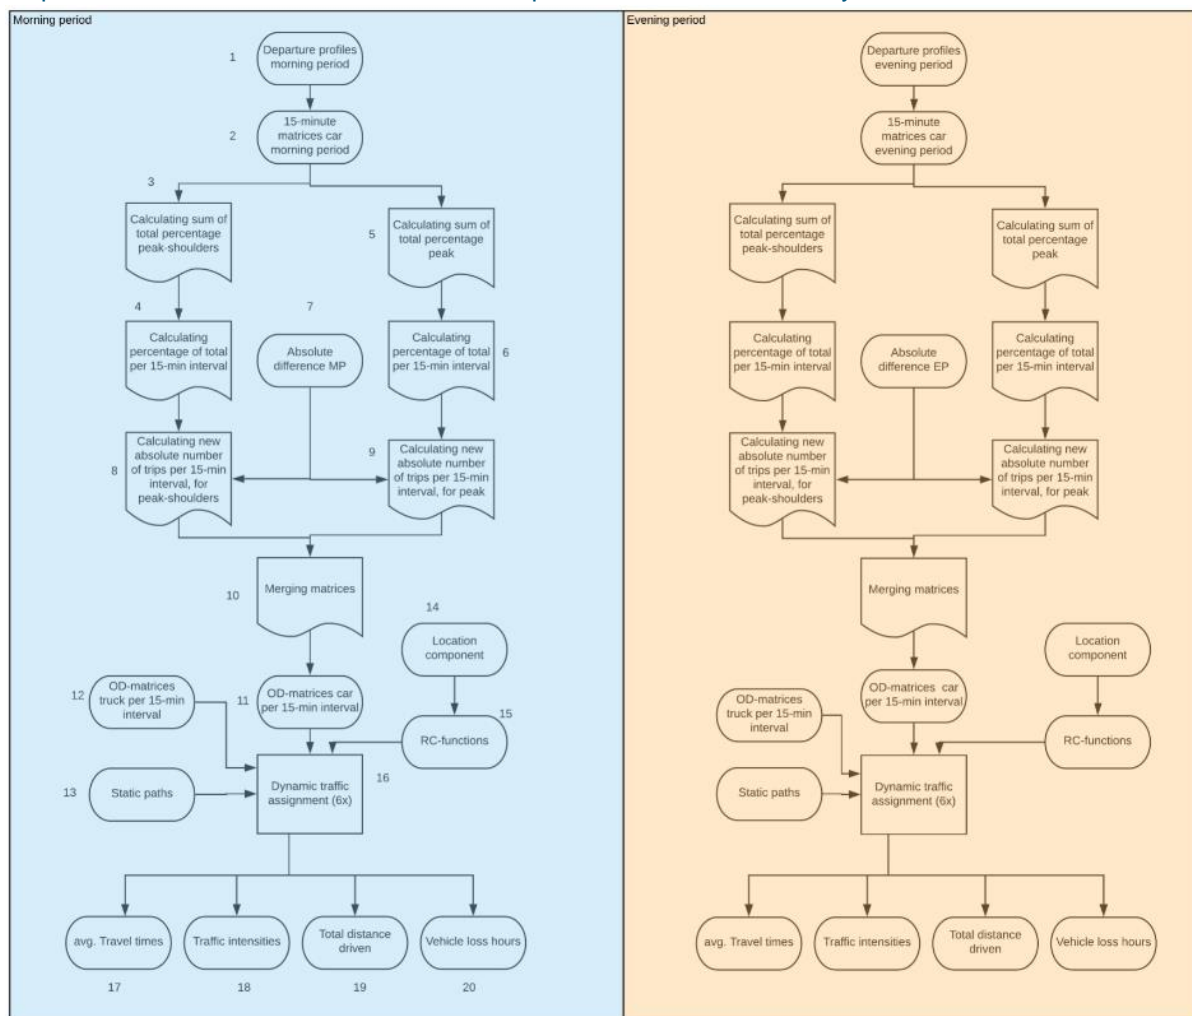 Morning period
1
Departure profiles
morning period
2
15-minute
matrices car
morning period
3
Calculating sum of
total percentage
peak-shoulders
5
Calculating sum of
total percentage
peak
4
7
Calculating
percentage of total
per 15-min interval
Absolute
difference MP
Calculating
percentage of total
per 15-min interval
6
8
Calculating new
absolute number
of trips per 15-min
interval, for
peak-shoulders
9
Calculating new
absolute number
of trips per 15-min
interval, for peak
10
Merging matrices
14
Location
component
12
OD-matrices
truck per 15-min
interval
11
OD-matrices car
per 15-min interval
15
RC-functions
13
Static paths
16
Dynamic traffic
assignment (6x)
avg. Travel times
Traffic intensities
Total distance
driven
Vehicle loss hours
17
18
19
20
Evening period
Departure profiles
evening period
15-minute
matrices car
evening period
Calculating sum of
total percentage
peak-shoulders
Calculating sum of
total percentage
peak
Calculating
percentage of total
per 15-min interval
Absolute
difference EP
Calculating
percentage of total
per 15-min interval
Calculating new
absolute number
of trips per 15-min
interval, for
peak-shoulders
Calculating new
absolute number
of trips per 15-min
interval, for peak
Merging matrices
Location
component
OD-matrices
truck per 15-min
interval
OD-matrices car
per 15-min interval
RC-functions
Static paths
Dynamic traffic
assignment (6x)
avg. Travel times
Traffic intensities
Total distance
driven
Vehicle loss hours